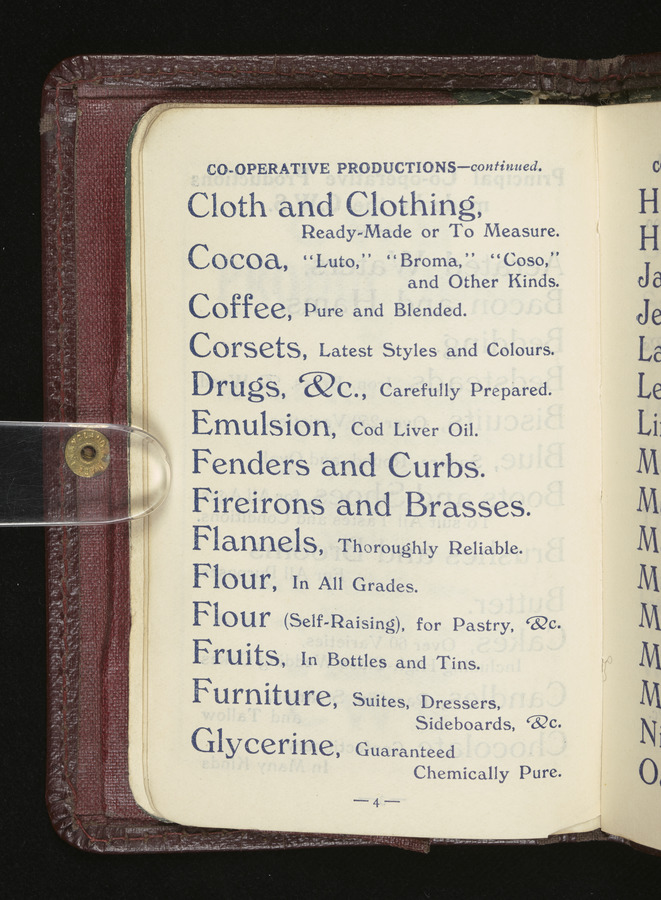 CO-OPERATIVE PRODUCTIONS—continued.
Cloth and Clothing,
Ready-Made or To Measure.
Cocoa, “Luto,” “Broma,” “Coso,”
and Other Kinds.
Coffee, Pure and Blended.
Corsets, Latest Styles and Colours.
Drugs, &c., Carefully Prepared.
Emulsion, Cod Liver Oil.
Fenders and Curbs.
Fireirons and Brasses.
Flannels, Thoroughly Reliable.
Flour, In All Grades.
Flour (Self-Raising), for Pastry, &c.
Fruits, In Bottles and Tins.
Furniture, Suites, Dressers,
Sideboards, &c.
Glycerine, Guaranteed
Chemically Pure.
— 4 —